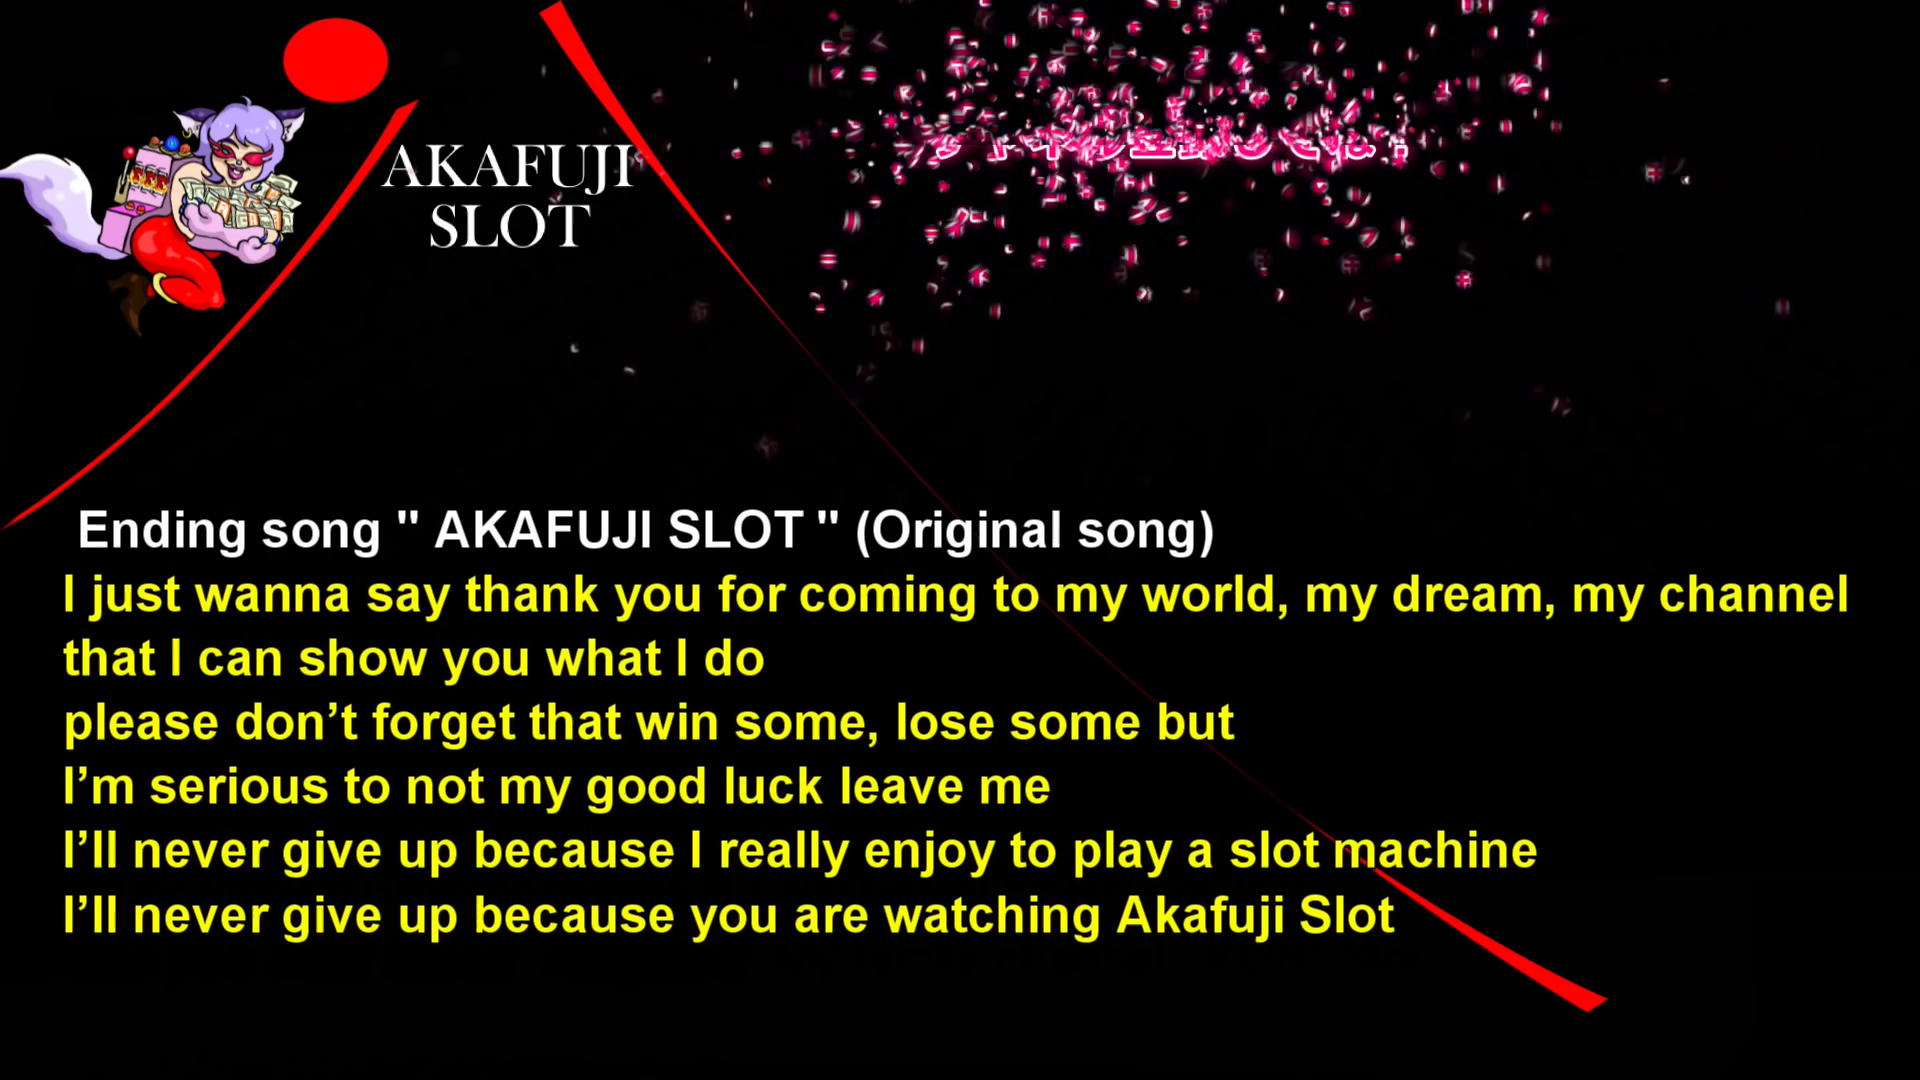 AKAFUJI
SLOT
Ending song " AKAFUJI SLOT " (Original song)
I just wanna say thank you for coming to my world, my dream, my channel
that I can show you what I do
please don’t forget that win some, lose some but
I’m serious to not my good luck leave me
I’ll never give up because I really enjoy to play a slot machine
I’ll never give up because you are watching Akafuji Slot